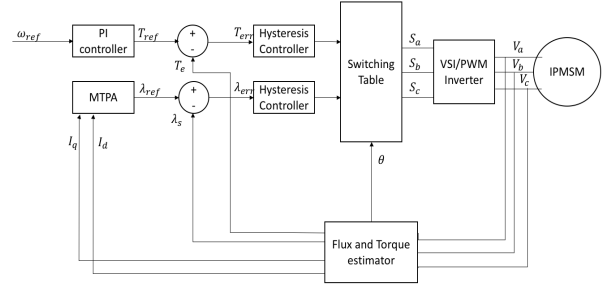 ω_ref
PI
controller
T_ref
+
-
T_e
T_err
Hysteresis
Controller
MTPA
λ_ref
+
-
λ_s
λ_err
Hysteresis
Controller
Switching
Table
S_a
S_b
S_c
VSI/PWM
Inverter
V_a
V_b
V_c
IPMSM
I_q
I_d
θ
Flux and Torque
estimator